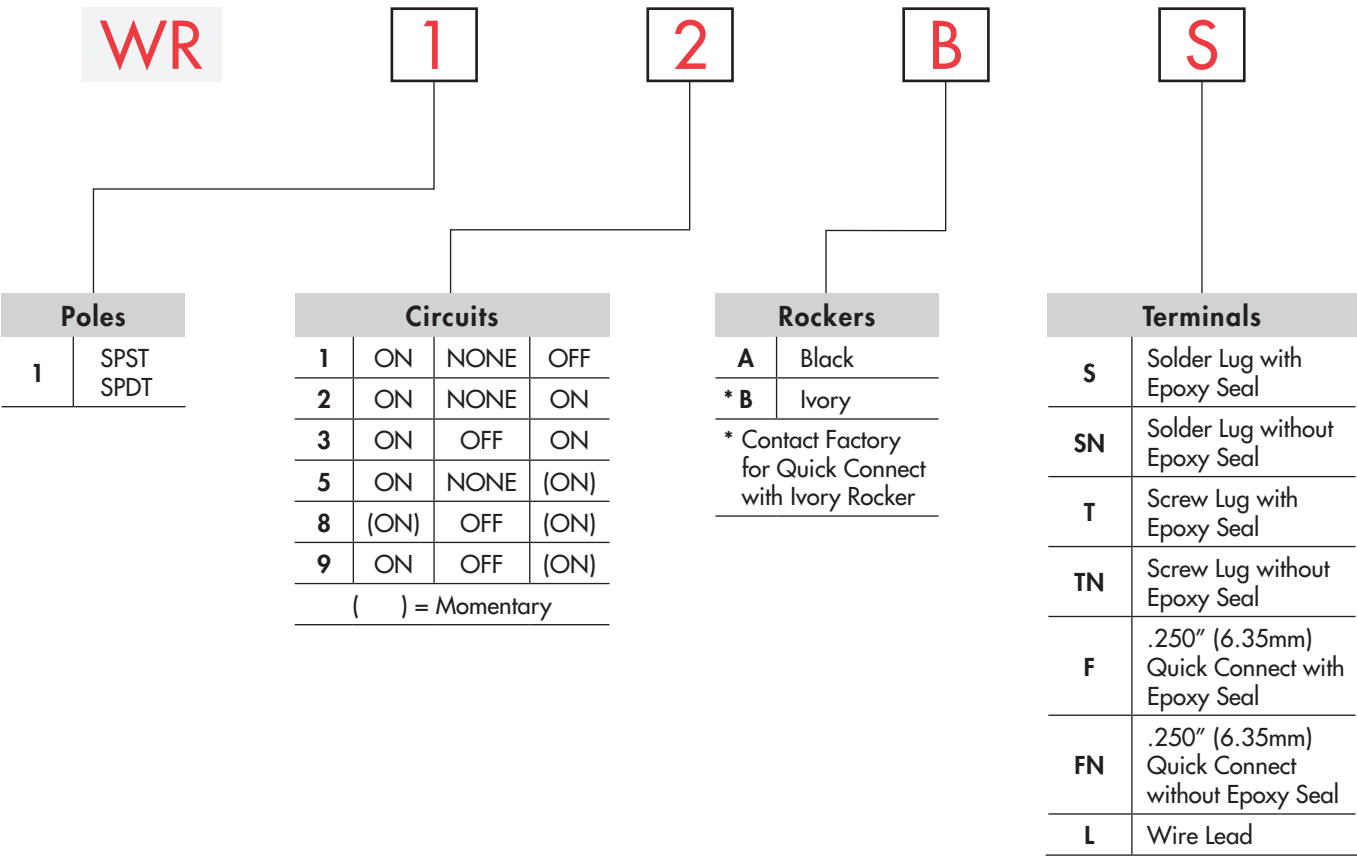 WR 1 2 B S
Poles
1 SPST
SPDT
Circuits
1 ON NONE OFF
2 ON NONE ON
3 ON OFF ON
5 ON NONE (ON)
8 (ON) OFF (ON)
9 ON OFF (ON)
( ) = Momentary
Rockers
A Black
* B Ivory
* Contact Factory
for Quick Connect
with Ivory Rocker
Terminals
S Solder Lug with
Epoxy Seal
SN Solder Lug without
Epoxy Seal
T Screw Lug with
Epoxy Seal
TN Screw Lug without
Epoxy Seal
.250″ (6.35mm)
F Quick Connect with
Epoxy Seal
.250″ (6.35mm)
FN Quick Connect
without Epoxy Seal
L Wire Lead